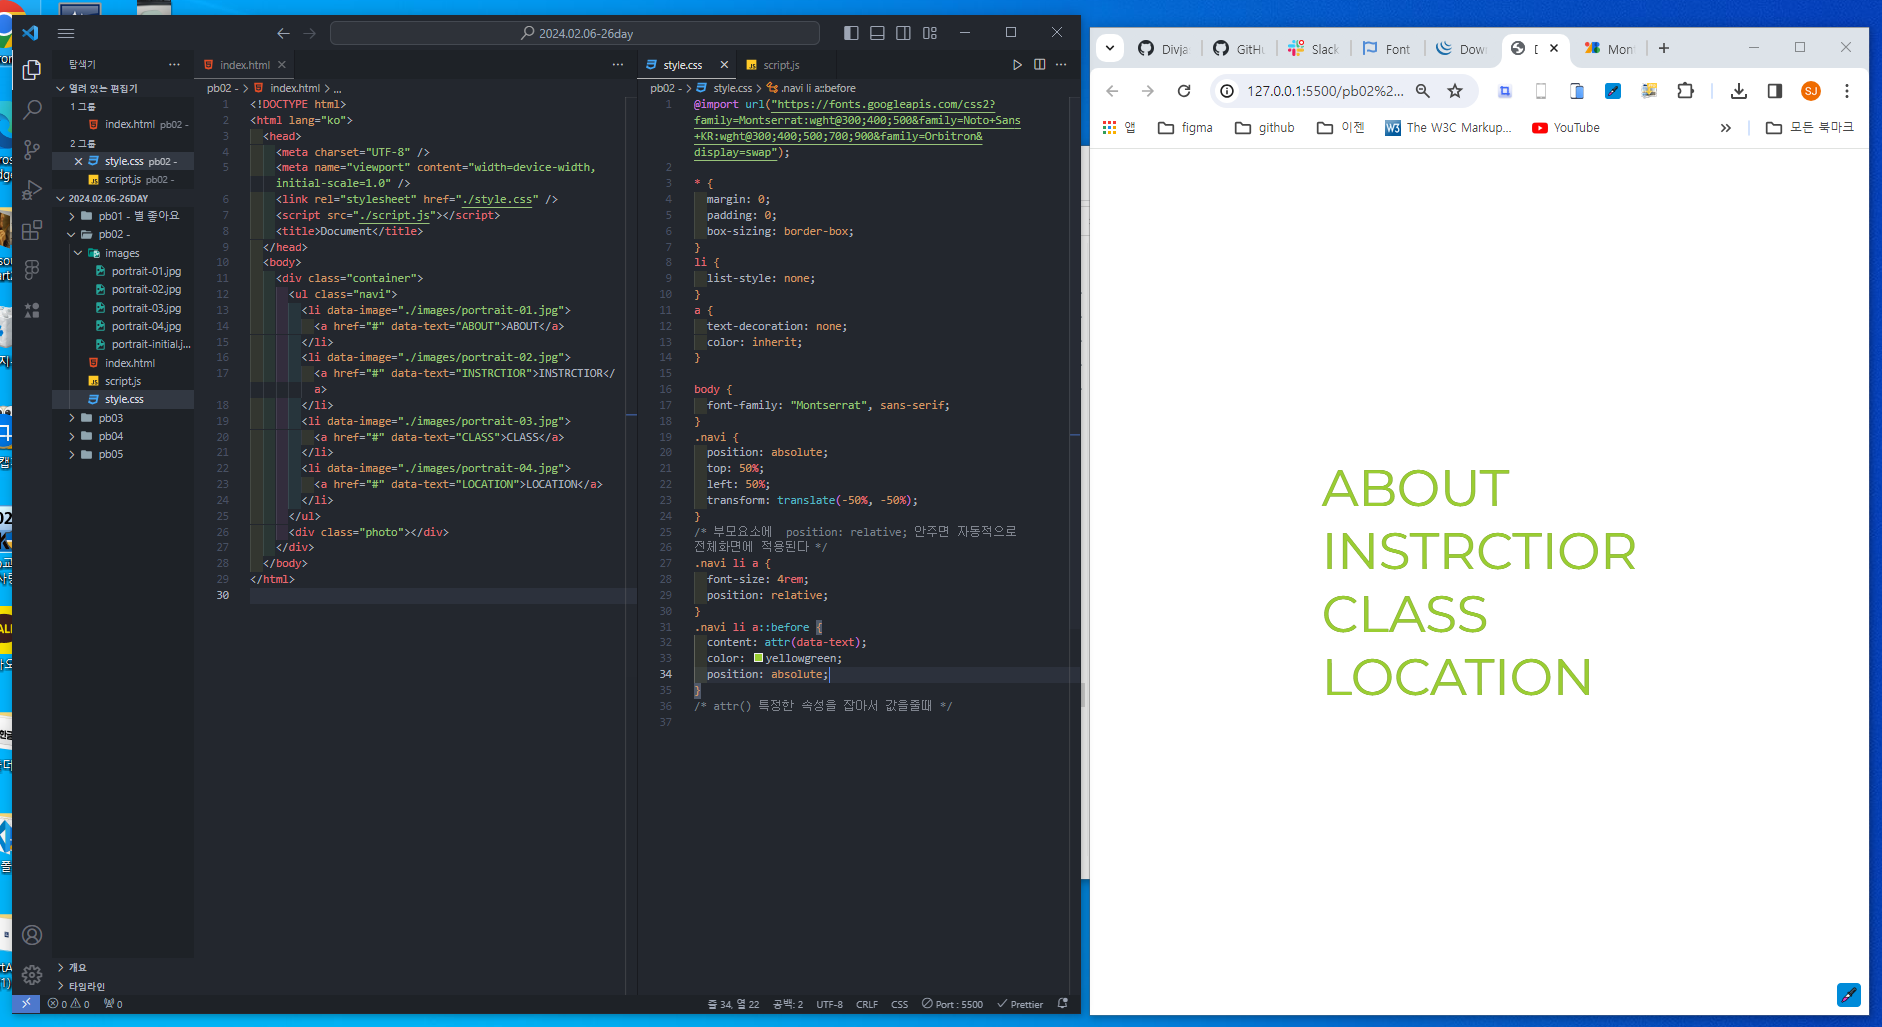 2024.02.06-26day
탐색기
열려 있는 편집기
1 그룹
index.html pb02 -
2 그룹
style.css pb02 -
script.js pb02 -
2024.02.06-26DAY
pb01 - 별 좋아요
pb02 -
images
portrait-01.jpg
portrait-02.jpg
portrait-03.jpg
portrait-04.jpg
portrait-initial.j...
index.html
script.js
style.css
pb03
pb04
pb05
개요
타임라인
index.html
pb02 - > index.html > ...
1 <!DOCTYPE html>
2 <html lang="ko">
3 <head>
4 <meta charset="UTF-8" />
5 <meta name="viewport" content="width=device-width,
initial-scale=1.0" />
6 <link rel="stylesheet" href="./style.css" />
7 <script src="./script.js"></script>
8 <title>Document</title>
9 </head>
10 <body>
11 <div class="container">
12 <ul class="navi">
13 <li data-image="./images/portrait-01.jpg">
14 <a href="#" data-text="ABOUT">ABOUT</a>
15 </li>
16 <li data-image="./images/portrait-02.jpg">
17 <a href="#" data-text="INSTRCTIOR">INSTRCTIOR</
a>
18 </li>
19 <li data-image="./images/portrait-03.jpg">
20 <a href="#" data-text="CLASS">CLASS</a>
21 </li>
22 <li data-image="./images/portrait-04.jpg">
23 <a href="#" data-text="LOCATION">LOCATION</a>
24 </li>
25 </ul>
26 <div class="photo"></div>
27 </div>
28 </body>
29 </html>
30
style.css script.js
pb02 - > style.css > .navi li a::before
1 @import url("https://fonts.googleapis.com/css2?
family=Montserrat:wght@300;400;500&family=Noto+Sans
+KR:wght@300;400;500;700;900&family=Orbitron&
display=swap");
2
3 * {
4 margin: 0;
5 padding: 0;
6 box-sizing: border-box;
7 }
8 li {
9 list-style: none;
10 }
11 a {
12 text-decoration: none;
13 color: inherit;
14 }
15
16 body {
17 font-family: "Montserrat", sans-serif;
18 }
19 .navi {
20 position: absolute;
21 top: 50%;
22 left: 50%;
23 transform: translate(-50%, -50%);
24 }
25 /* 부모요소에 position: relative; 안주면 자동적으로
26 전체화면에 적용된다 */
27 .navi li a {
28 font-size: 4rem;
29 position: relative;
30 }
31 .navi li a::before {
32 content: attr(data-text);
33 color: yellowgreen;
34 position: absolute;
35 }
36 /* attr() 특정한 속성을 잡아서 값을줄때 */
37
0 0 0
줄 34, 열 22 공백: 2 UTF-8 CRLF CSS Port : 5500 Prettier
Divja GitHu Slack Font Dow Mon
127.0.0.1:5500/pb02%2... SJ
앱 figma github 이젠 The W3C Markup... YouTube » 모든 북마크
ABOUT
INSTRCTIOR
CLASS
LOCATION